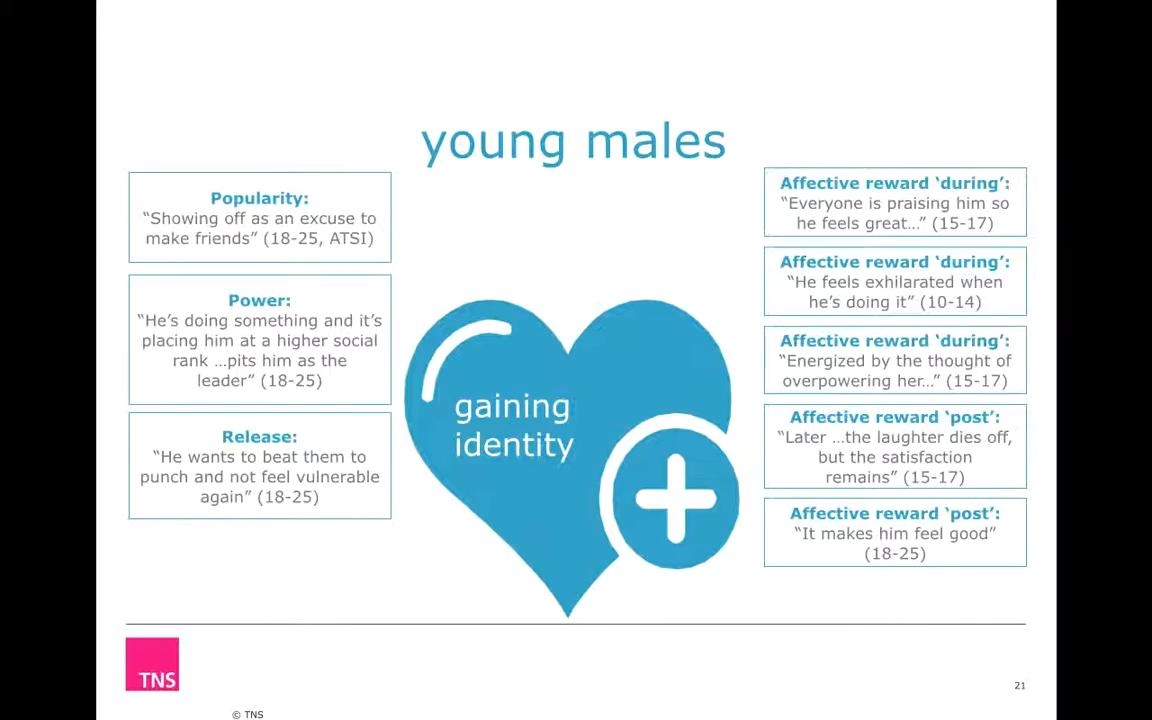 young males
Popularity:
“Showing off as an excuse to
make friends” (18-25, ATSI)
Power:
“He’s doing something and it’s
placing him at a higher social
rank …pits him as the
leader” (18-25)
Release:
“He wants to beat them to
punch and not feel vulnerable
again” (18-25)
gaining
identity
Affective reward ‘during’:
“Everyone is praising him so
he feels great…” (15-17)
Affective reward ‘during’:
“He feels exhilarated when
he’s doing it” (10-14)
Affective reward ‘during’:
“Energized by the thought of
overpowering her…” (15-17)
Affective reward ‘post’:
“Later …the laughter dies off,
but the satisfaction
remains” (15-17)
Affective reward ‘post’:
“It makes him feel good”
(18-25)
TNS
21
© TNS